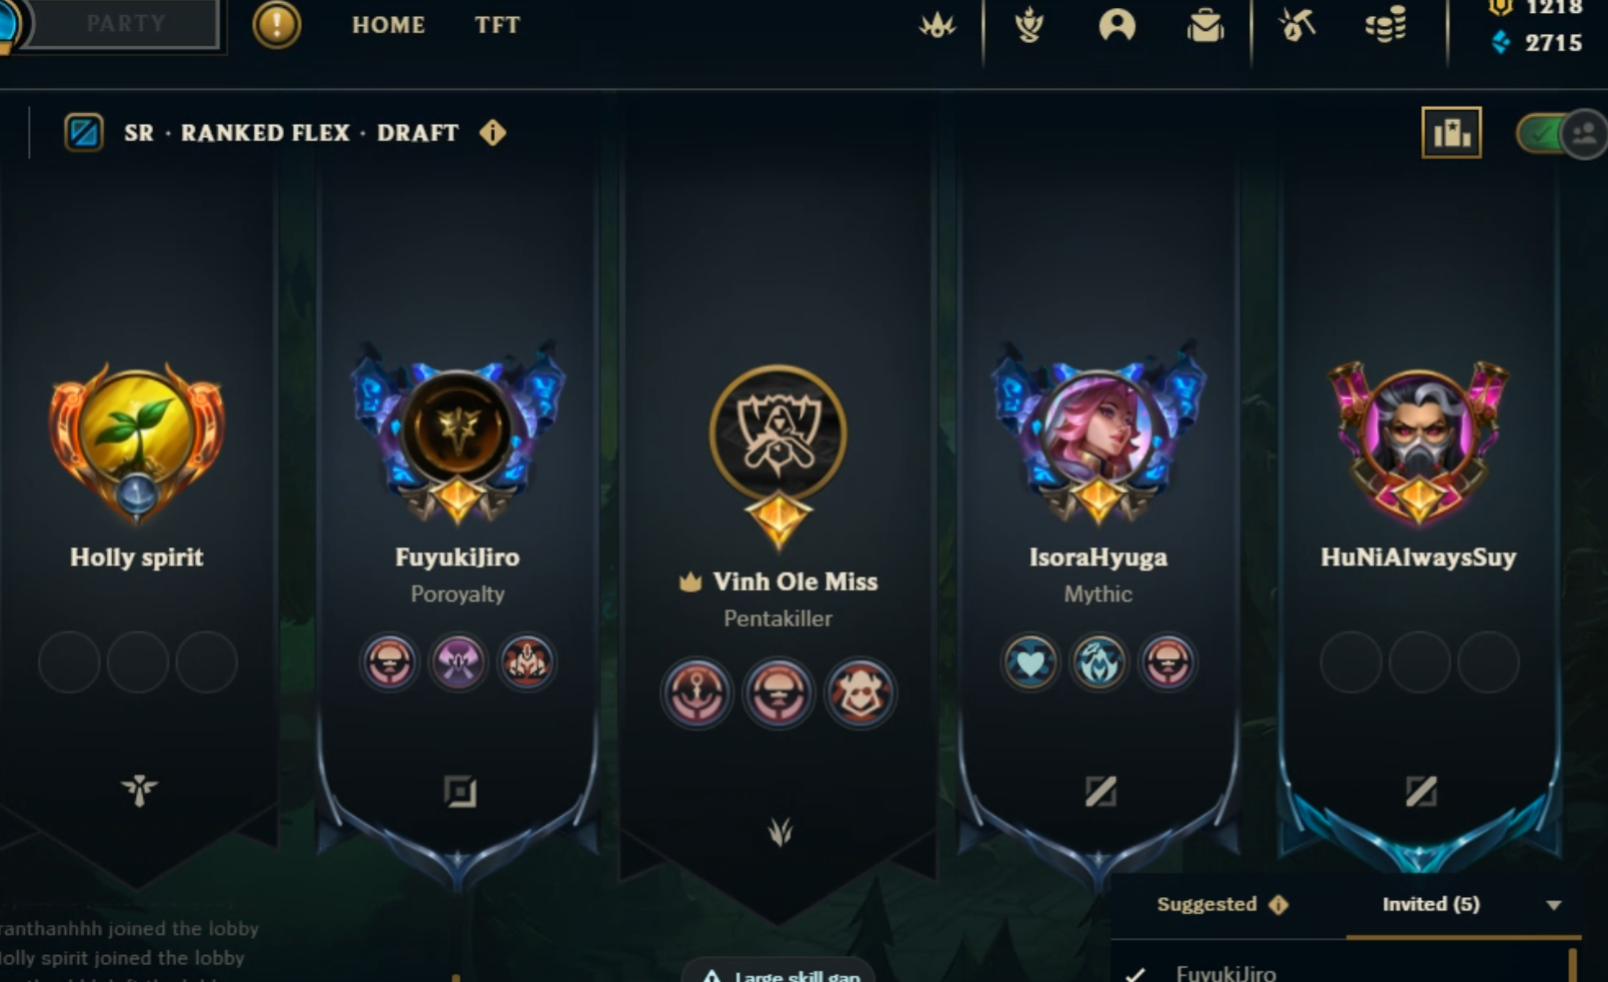 PARTY
HOME
TFT
1218
2715
SR · RANKED FLEX · DRAFT
Holly spirit
FuyukiJiro
Poroyalty
Vinh Ole Miss
Pentakiller
IsoraHyuga
Mythic
HuNiAlwaysSuy
ranthanhhh joined the lobby
olly spirit joined the lobby
Suggested
Invited (5)
FuyukiJiro
Large skill gap